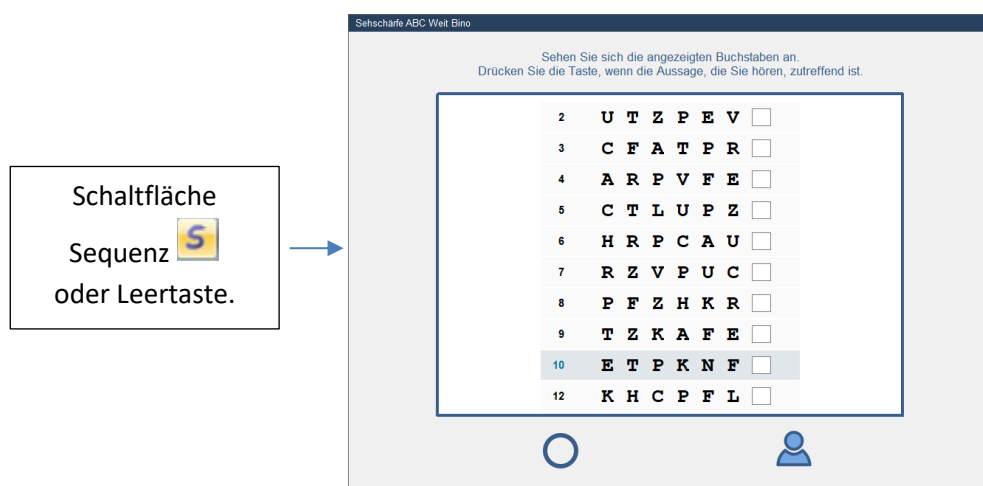 Sehschärfe ABC Weit Bino
Sehen Sie sich die angezeigten Buchstaben an.
Drücken Sie die Taste, wenn die Aussage, die Sie hören, zutreffend ist.
2 U T Z P E V
3 C F A T P R
4 A R P V F E
5 C T L U P Z
6 H R P C A U
7 R Z V P U C
8 P F Z H K R
9 T Z K A F E
10 E T P K N F
12 K H C P F L
Schaltfläche
Sequenz S
oder Leertaste.